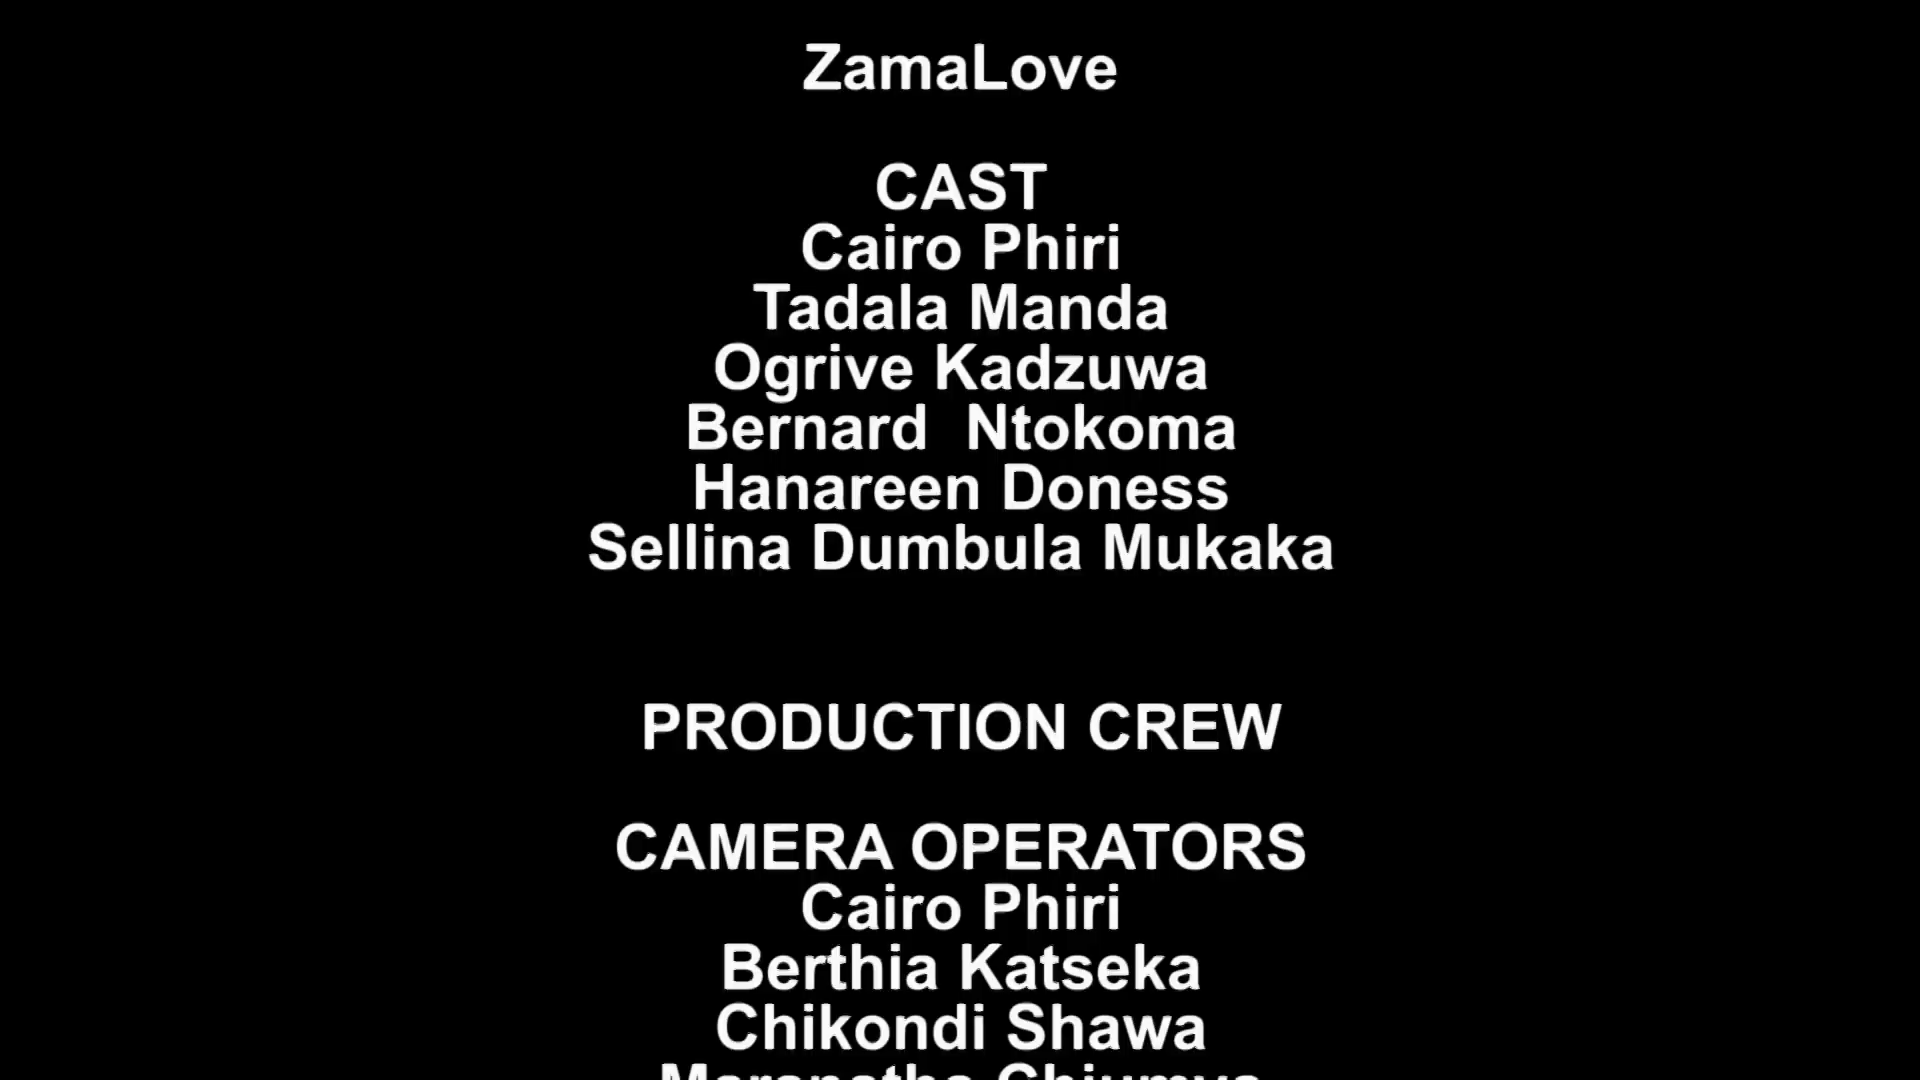 ZamaLove
CAST
Cairo Phiri
Tadala Manda
Ogrive Kadzuwa
Bernard  Ntokoma
Hanareen Doness
Sellina Dumbula Mukaka
PRODUCTION CREW
CAMERA OPERATORS
Cairo Phiri
Berthia Katseka
Chikondi Shawa